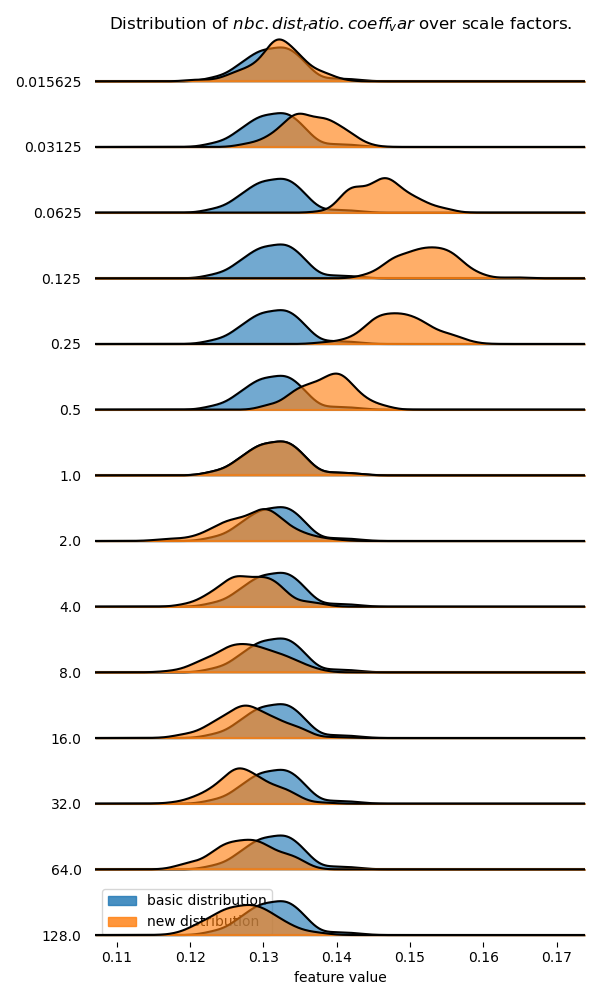 Distribution of nbc.dist_ratio.coeff_var over scale factors.
0.015625
0.03125
0.0625
0.125
0.25
0.5
1.0
2.0
4.0
8.0
16.0
32.0
64.0
basic distribution
new distribution
128.0
0.11 0.12 0.13 0.14 0.15 0.16 0.17
feature value